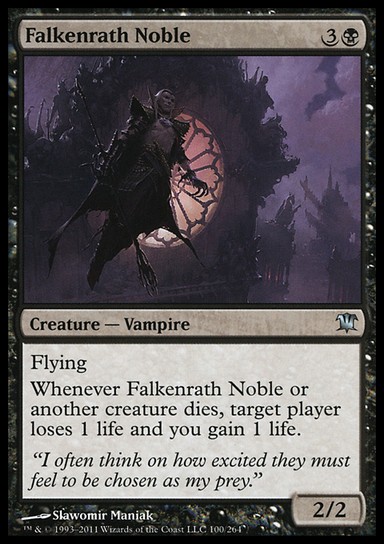 Falkenrath Noble 3
Creature — Vampire
Flying
Whenever Falkenrath Noble or
another creature dies, target player
loses 1 life and you gain 1 life.
“I often think on how excited they must
feel to be chosen as my prey.”
2/2
Sławomir Maniak
™ & © 1993–2011 Wizards of the Coast LLC 100/264